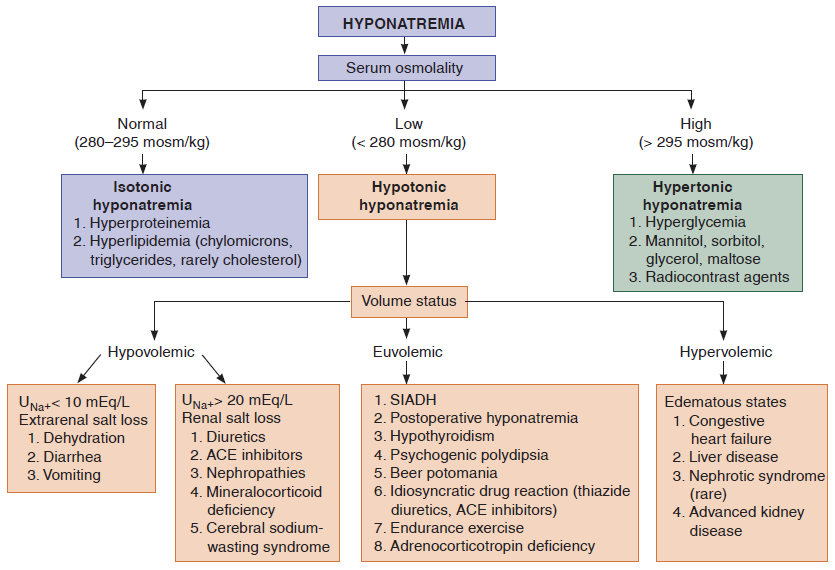 HYPONATREMIA
Serum osmolality
Normal
(280–295 mosm/kg)
Low
(< 280 mosm/kg)
High
(> 295 mosm/kg)
Isotonic
hyponatremia
1. Hyperproteinemia
2. Hyperlipidemia (chylomicrons,
triglycerides, rarely cholesterol)
Hypotonic
hyponatremia
Hypertonic
hyponatremia
1. Hyperglycemia
2. Mannitol, sorbitol,
glycerol, maltose
3. Radiocontrast agents
Volume status
Hypovolemic
Euvolemic
Hypervolemic
UNa+< 10 mEq/L
Extrarenal salt loss
1. Dehydration
2. Diarrhea
3. Vomiting
UNa+> 20 mEq/L
Renal salt loss
1. Diuretics
2. ACE inhibitors
3. Nephropathies
4. Mineralocorticoid
deficiency
5. Cerebral sodium-
wasting syndrome
1. SIADH
2. Postoperative hyponatremia
3. Hypothyroidism
4. Psychogenic polydipsia
5. Beer potomania
6. Idiosyncratic drug reaction (thiazide
diuretics, ACE inhibitors)
7. Endurance exercise
8. Adrenocorticotropin deficiency
Edematous states
1. Congestive
heart failure
2. Liver disease
3. Nephrotic syndrome
(rare)
4. Advanced kidney
disease